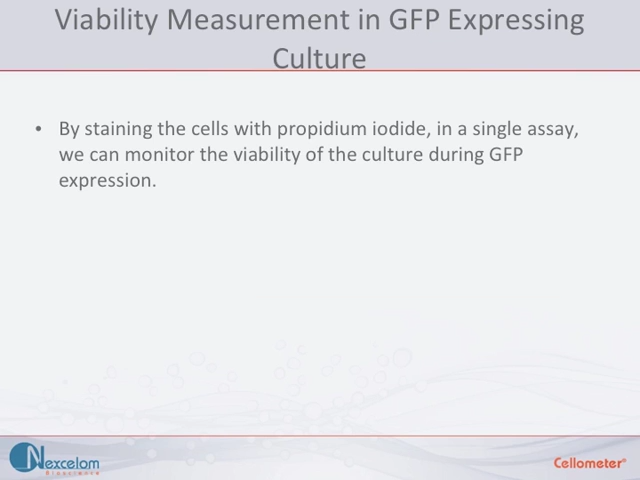 Viability Measurement in GFP Expressing
Culture
• By staining the cells with propidium iodide, in a single assay,
we can monitor the viability of the culture during GFP
expression.
Nexcelom
Bioscience
Cellometer®